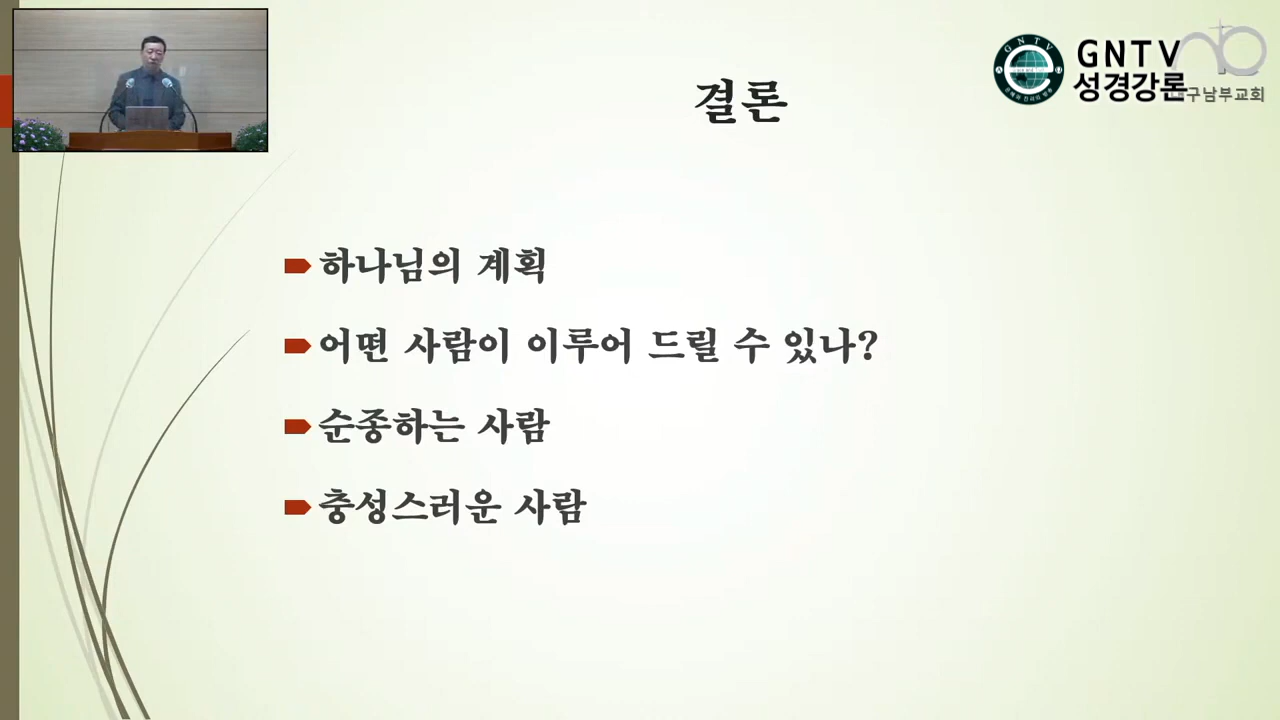 결론
GNTV
성경강론
대구남부교회
하나님의 계획
어떤 사람이 이루어 드릴 수 있나?
순종하는 사람
충성스러운 사람